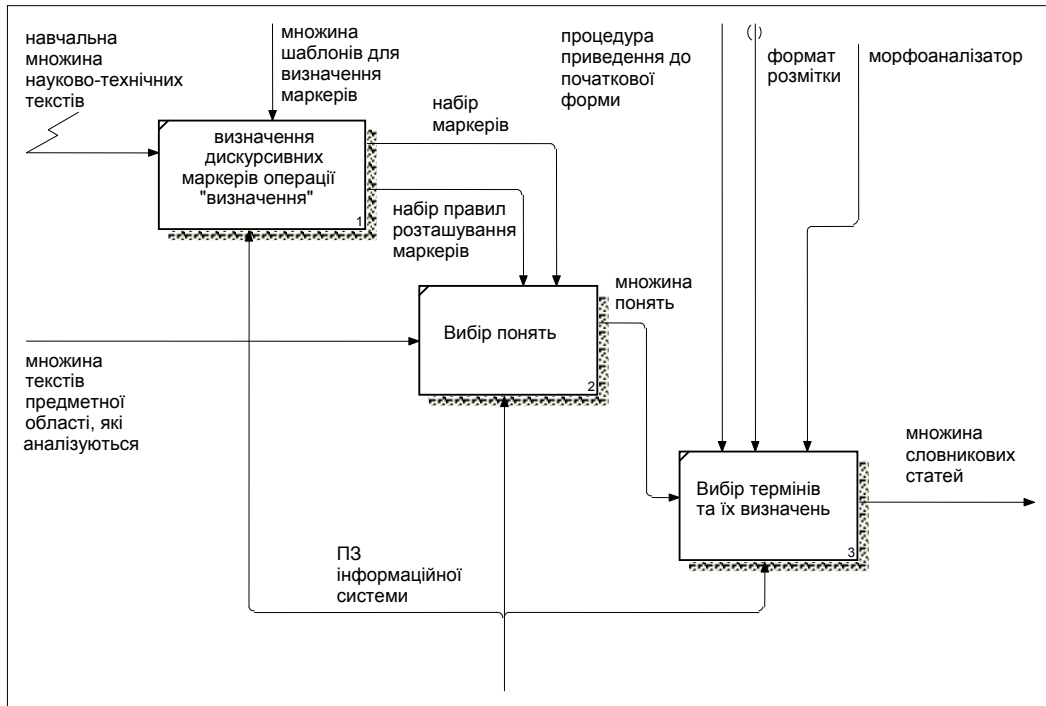 навчальна
множина
науково-технічних
текстів
множина
шаблонів для
визначення
маркерів
набір
маркерів
процедура
приведення до
початкової
форми
формат
розмітки
морфоаналізатор
визначення
дискурсивних
маркерів операції
"визначення"
1
набір правил
розташування
маркерів
множина
понять
Вибір понять
2
множина
текстів
предметної
області, які
аналізуються
множина
словникових
статей
Вибір термінів
та їх визначень
3
ПЗ
інформаційної
системи